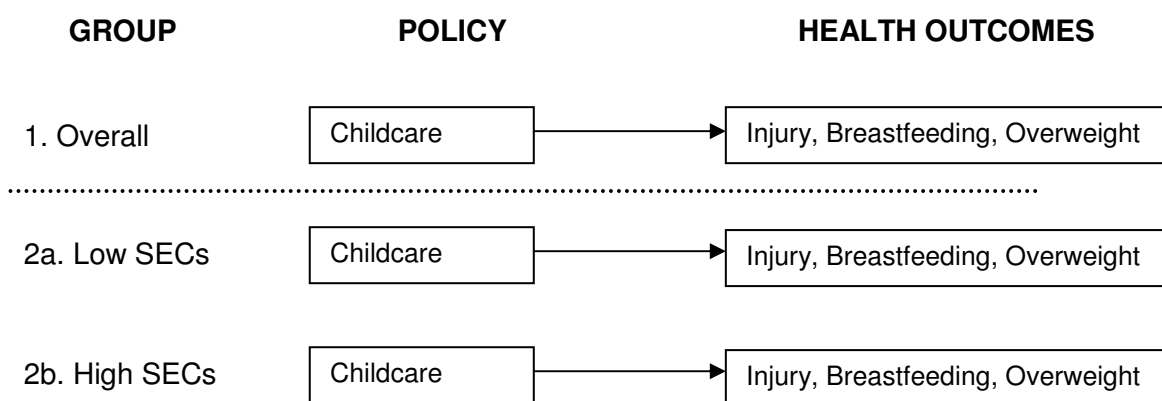 GROUP POLICY HEALTH OUTCOMES
1. Overall Childcare Injury, Breastfeeding, Overweight
2a. Low SECs Childcare Injury, Breastfeeding, Overweight
2b. High SECs Childcare Injury, Breastfeeding, Overweight